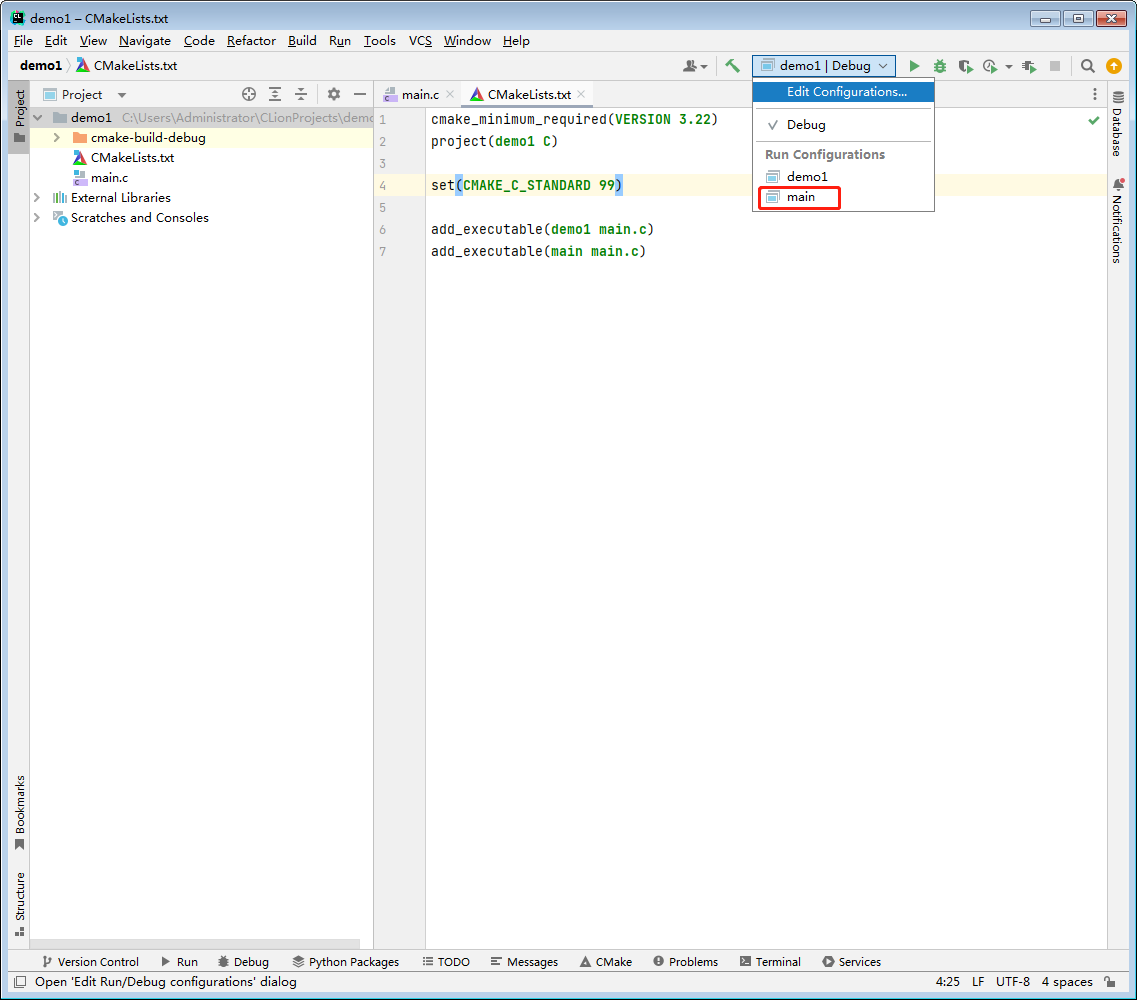 demo1 – CMakeLists.txt
File Edit View Navigate Code Refactor Build Run Tools VCS Window Help
demo1 CMakeLists.txt
demo1 | Debug
Edit Configurations...
Debug
Run Configurations
demo1
main
Project
Project
main.c
CMakeLists.txt
demo1 C:\Users\Administrator\CLionProjects\demo
cmake-build-debug
CMakeLists.txt
main.c
External Libraries
Scratches and Consoles
1 cmake_minimum_required(VERSION 3.22)
2 project(demo1 C)
3
4 set(CMAKE_C_STANDARD 99)
5
6 add_executable(demo1 main.c)
7 add_executable(main main.c)
Database
Notifications
Bookmarks
Structure
Version Control Run Debug Python Packages TODO Messages CMake Problems Terminal Services
Open 'Edit Run/Debug configurations' dialog
4:25 LF UTF-8 4 spaces